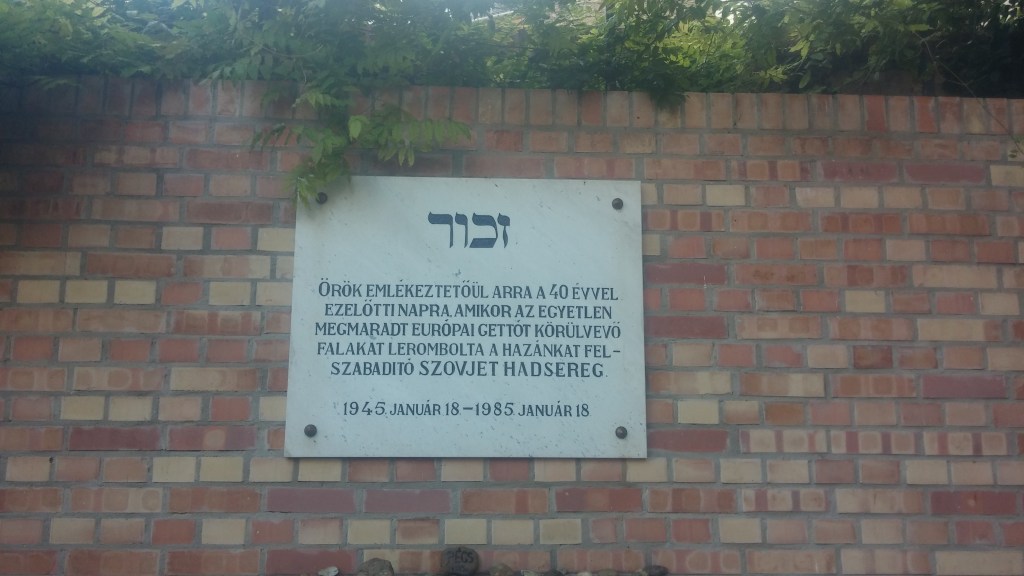 זכור
ÖRÖK EMLÉKEZTETŐÜL ARRA A 40 ÉVVEL
EZELŐTTI NAPRA, AMIKOR AZ EGYETLEN
MEGMARADT EURÓPAI GETTÓT KÖRÜLVEVŐ
FALAKAT LEROMBOLTA A HAZÁNKAT FEL-
SZABADITÓ SZOVJET HADSEREG.
1945. JANUÁR 18 – 1985. JANUÁR 18.